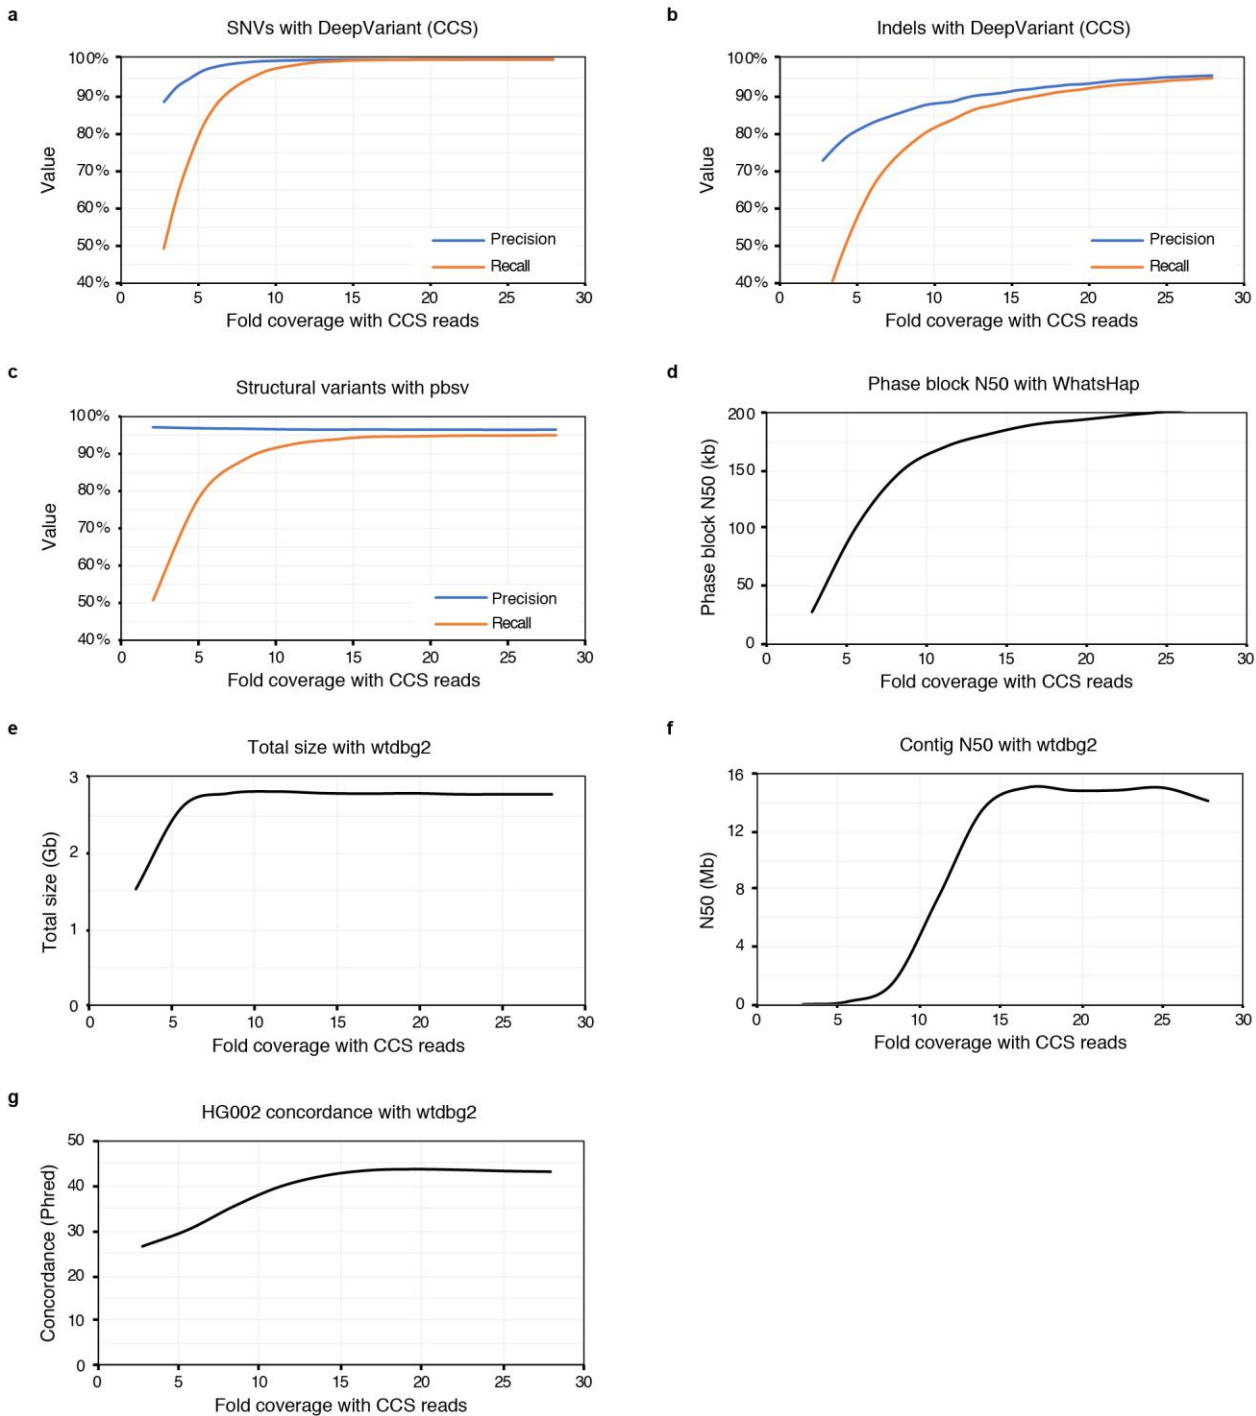 a
SNVs with DeepVariant (CCS)
100%
90%
80%
70%
60%
50%
40%
Value
Precision
Recall
0 5 10 15 20 25 30
Fold coverage with CCS reads
b
Indels with DeepVariant (CCS)
100%
90%
80%
70%
60%
50%
40%
Value
Precision
Recall
0 5 10 15 20 25 30
Fold coverage with CCS reads
c
Structural variants with pbsv
100%
90%
80%
70%
60%
50%
40%
Value
Precision
Recall
0 5 10 15 20 25 30
Fold coverage with CCS reads
d
Phase block N50 with WhatsHap
200
150
100
50
0
Phase block N50 (kb)
0 5 10 15 20 25 30
Fold coverage with CCS reads
e
Total size with wtdbg2
3
2
1
0
Total size (Gb)
0 5 10 15 20 25 30
Fold coverage with CCS reads
f
Contig N50 with wtdbg2
16
12
8
4
0
N50 (Mb)
0 5 10 15 20 25 30
Fold coverage with CCS reads
g
HG002 concordance with wtdbg2
50
40
30
20
10
0
Concordance (Phred)
0 5 10 15 20 25 30
Fold coverage with CCS reads